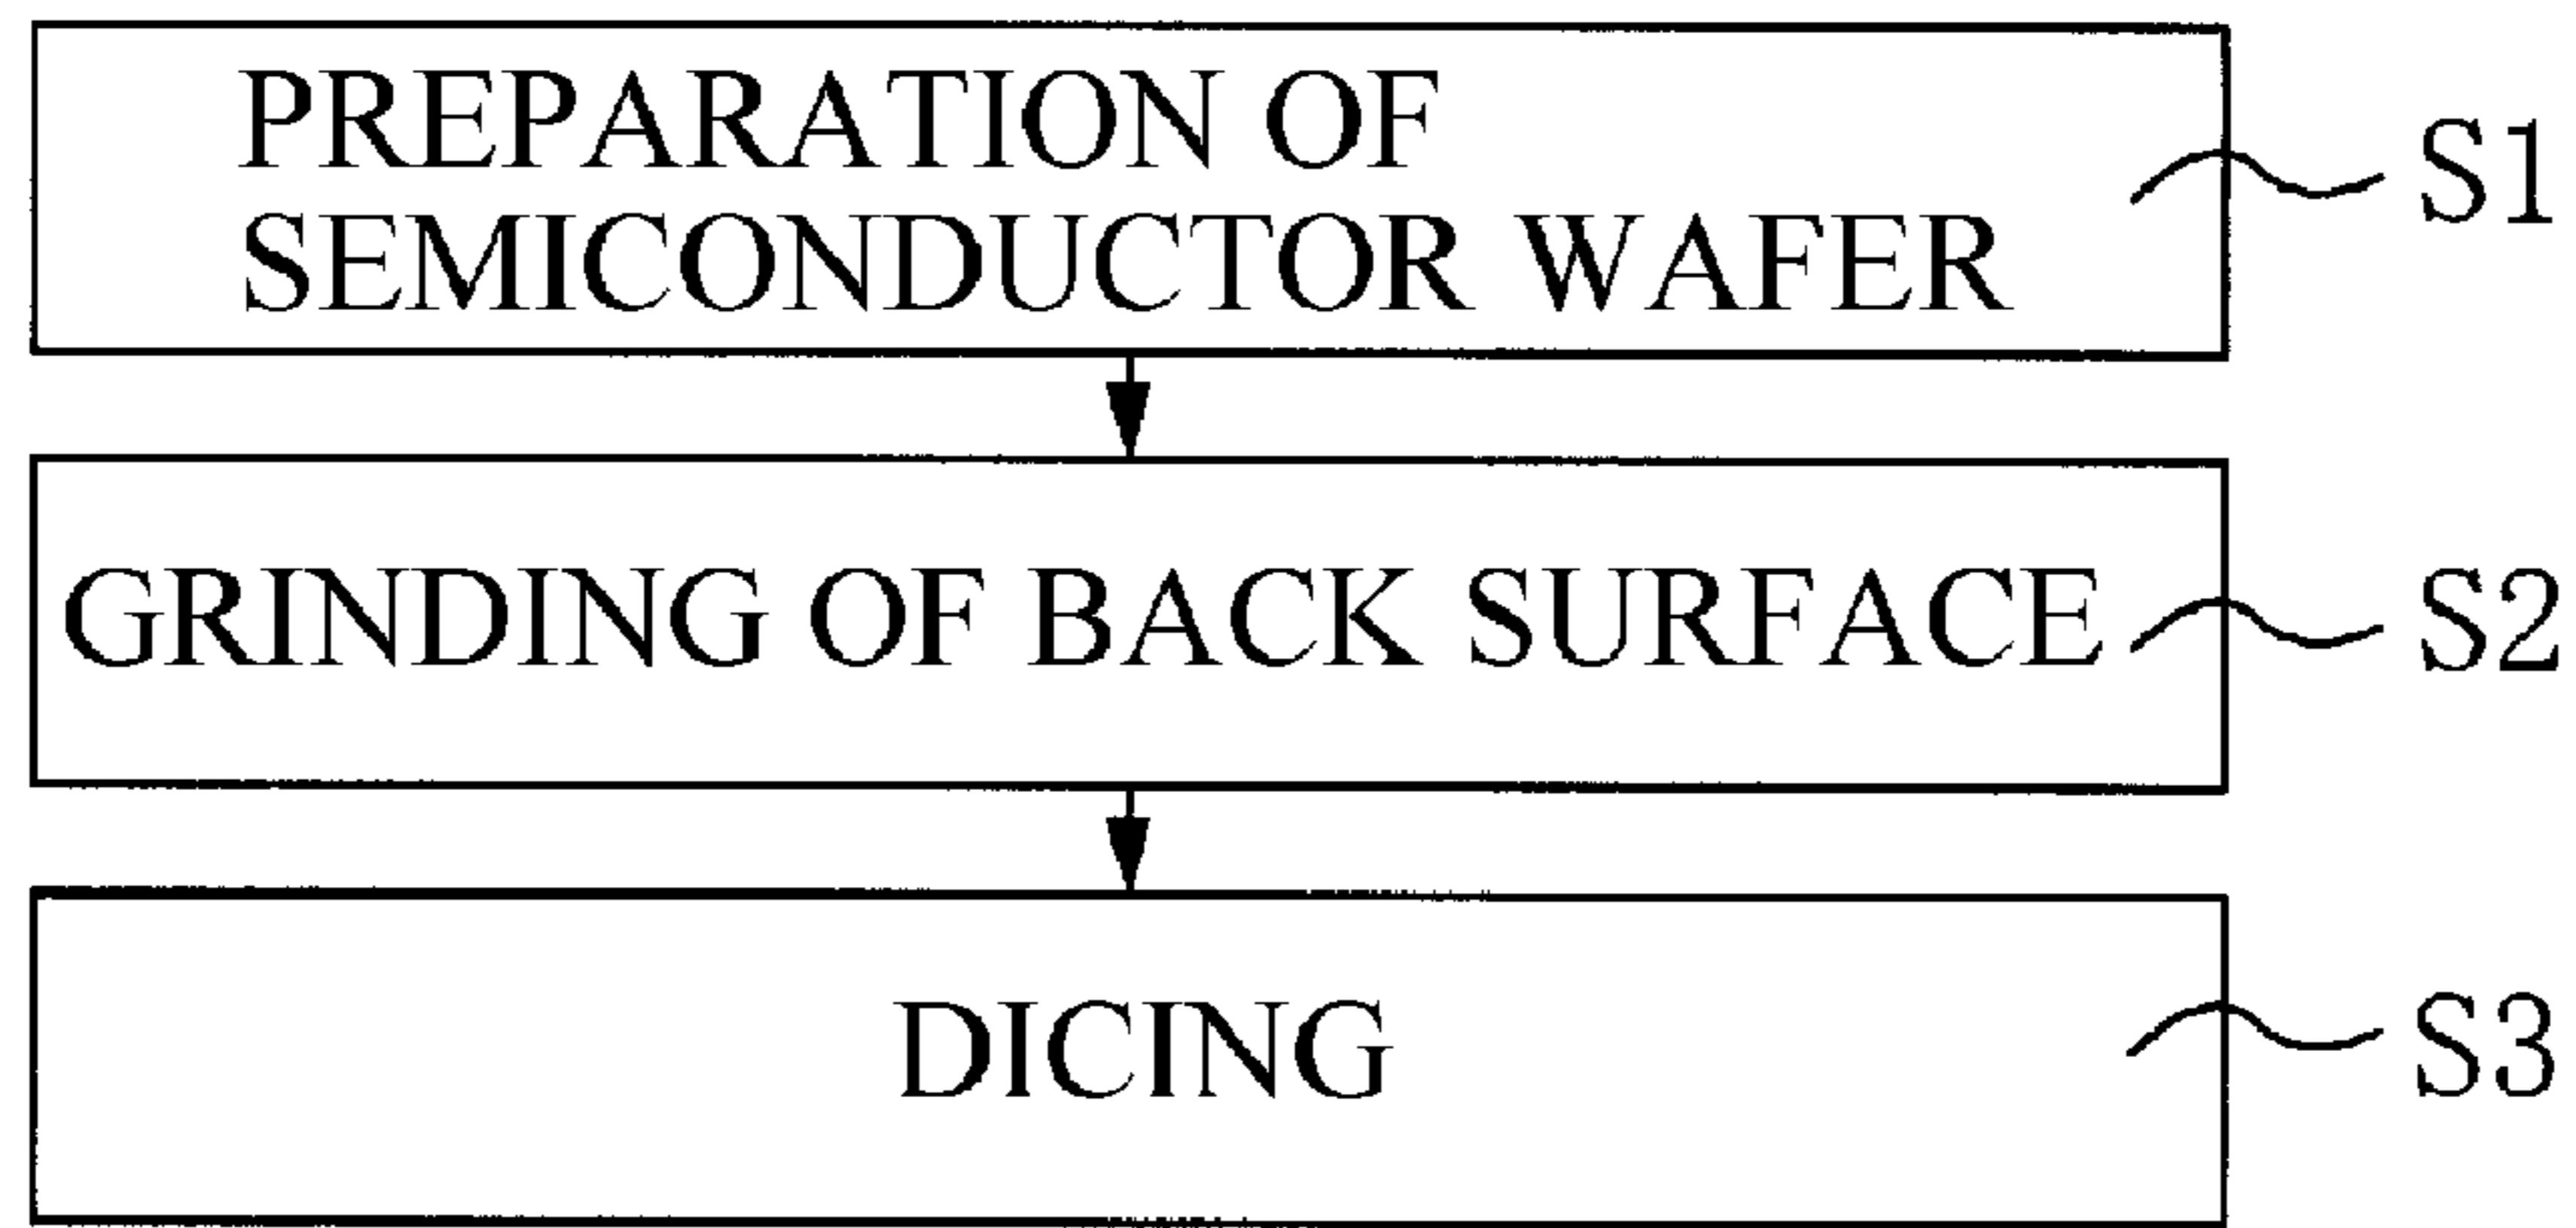 PREPARATION OF
SEMICONDUCTOR WAFER
S1
GRINDING OF BACK SURFACE
S2
DICING
S3